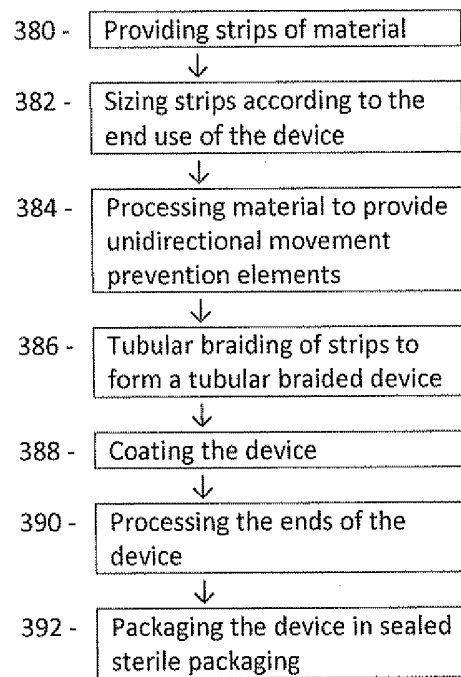 380 - Providing strips of material
382 - Sizing strips according to the
end use of the device
384 - Processing material to provide
unidirectional movement
prevention elements
386 - Tubular braiding of strips to
form a tubular braided device
388 - Coating the device
390 - Processing the ends of the
device
392 - Packaging the device in sealed
sterile packaging